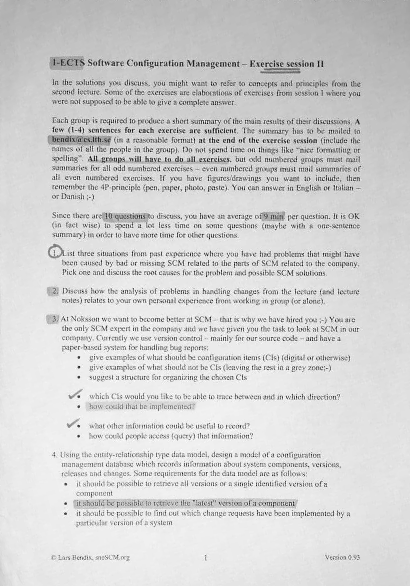 1-ECTS Software Configuration Management – Exercise session II
In the solutions you discuss, you might want to refer to concepts and principles from the
second lecture. Some of the exercises are elaborations of exercises from session I where you
were not supposed to be able to give a complete answer.
Each group is required to produce a short summary of the main results of their discussions. A
few (1-4) sentences for each exercise are sufficient. The summary has to be mailed to
bendix@cs.lth.se (in a reasonable format) at the end of the exercise session (include the
names of all the people in the group). Do not spend time on things like "nice formatting or
spelling". All groups will have to do all exercises, but odd numbered groups must mail
summaries for all odd numbered exercises – even numbered groups must mail summaries of
all even numbered exercises. If you have figures/drawings you want to include, then
remember the 4P-principle (pen, paper, photo, paste). You can answer in English or Italian –
or Danish ;-)
Since there are 10 questions to discuss, you have an average of 9 min per question. It is OK
(in fact wise) to spend a lot less time on some questions (maybe with a one-sentence
summary) in order to have more time for other questions.
1. List three situations from past experience where you have had problems that might have
been caused by bad or missing SCM related to the parts of SCM related to the company.
Pick one and discuss the root causes for the problem and possible SCM solutions.
2. Discuss how the analysis of problems in handling changes from the lecture (and lecture
notes) relates to your own personal experience from working in group (or alone).
3. At Noksson we want to become better at SCM – that is why we have hired you ;-) You are
the only SCM expert in the company and we have given you the task to look at SCM in our
company. Currently we use version control – mainly for our source code – and have a
paper-based system for handling bug reports:
• give examples of what should be configuration items (CIs) (digital or otherwise)
• give examples of what should not be CIs (leaving the rest in a grey zone;-)
• suggest a structure for organizing the chosen CIs
• which CIs would you like to be able to trace between and in which direction?
• how could that be implemented?
• what other information could be useful to record?
• how could people access (query) that information?
4. Using the entity-relationship type data model, design a model of a configuration
management database which records information about system components, versions,
releases and changes. Some requirements for the data model are as follows:
• it should be possible to retrieve all versions or a single identified version of a
component
• it should be possible to retrieve the "latest" version of a component
• it should be possible to find out which change requests have been implemented by a
particular version of a system
© Lars Bendix, sneSCM.org 1 Version 0.93